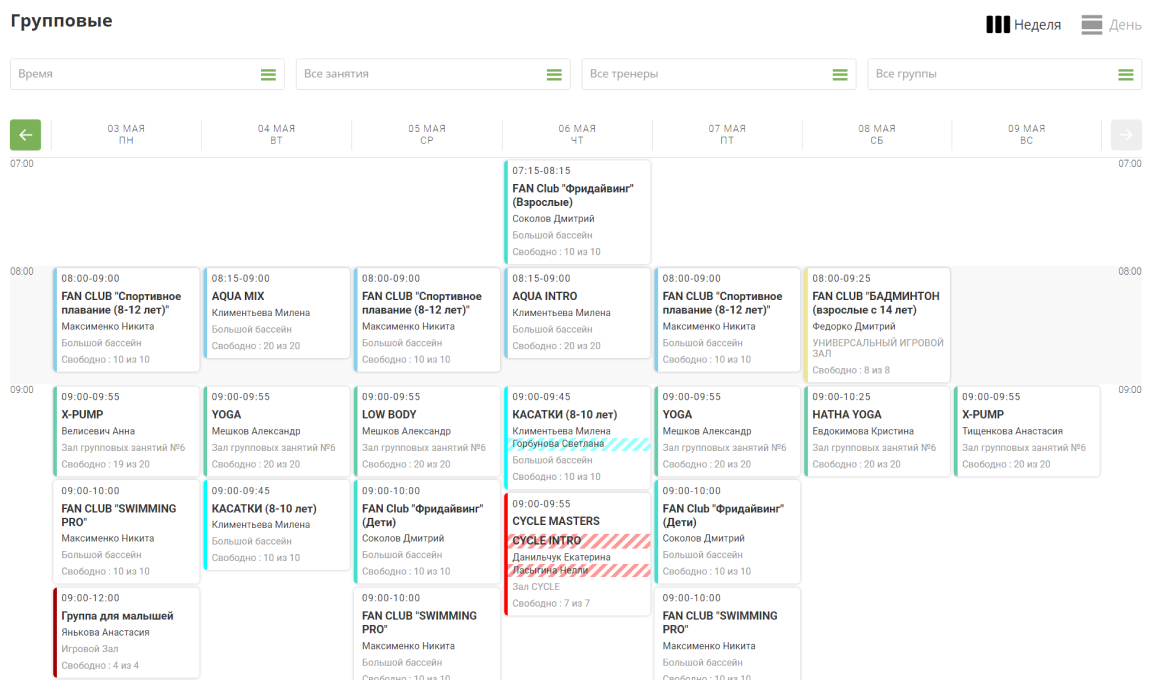 Групповые
Неделя
День
Время
Все занятия
Все тренеры
Все группы
03 МАЯ
ПН
04 МАЯ
ВТ
05 МАЯ
СР
06 МАЯ
ЧТ
07 МАЯ
ПТ
08 МАЯ
СБ
09 МАЯ
ВС
07:00
07:00
07:15-08:15
FAN Club "Фридайвинг"
(Взрослые)
Соколов Дмитрий
Большой бассейн
Свободно : 10 из 10
08:00
08:00
08:00-09:00
FAN CLUB "Спортивное
плавание (8-12 лет)"
Максименко Никита
Большой бассейн
Свободно : 10 из 10
08:15-09:00
AQUA MIX
Климентьева Милена
Большой бассейн
Свободно : 20 из 20
08:00-09:00
FAN CLUB "Спортивное
плавание (8-12 лет)"
Максименко Никита
Большой бассейн
Свободно : 10 из 10
08:15-09:00
AQUA INTRO
Климентьева Милена
Большой бассейн
Свободно : 20 из 20
08:00-09:00
FAN CLUB "Спортивное
плавание (8-12 лет)"
Максименко Никита
Большой бассейн
Свободно : 10 из 10
08:00-09:25
FAN CLUB "БАДМИНТОН
(взрослые с 14 лет)
Федорко Дмитрий
УНИВЕРСАЛЬНЫЙ ИГРОВОЙ
ЗАЛ
Свободно : 8 из 8
09:00
09:00
09:00-09:55
X-PUMP
Велисевич Анна
Зал групповых занятий №6
Свободно : 19 из 20
09:00-10:00
FAN CLUB "SWIMMING
PRO"
Максименко Никита
Большой бассейн
Свободно : 10 из 10
09:00-12:00
Группа для малышей
Янькова Анастасия
Игровой Зал
Свободно : 4 из 4
09:00-09:55
YOGA
Мешков Александр
Зал групповых занятий №6
Свободно : 20 из 20
09:00-09:45
КАСАТКИ (8-10 лет)
Климентьева Милена
Большой бассейн
Свободно : 10 из 10
09:00-09:55
LOW BODY
Мешков Александр
Зал групповых занятий №6
Свободно : 20 из 20
09:00-10:00
FAN Club "Фридайвинг"
(Дети)
Соколов Дмитрий
Большой бассейн
Свободно : 10 из 10
09:00-10:00
FAN CLUB "SWIMMING
PRO"
Максименко Никита
Большой бассейн
Свободно : 10 из 10
09:00-09:45
КАСАТКИ (8-10 лет)
Климентьева Милена
Горбунова Светлана
Большой бассейн
Свободно : 10 из 10
09:00-09:55
CYCLE MASTERS
CYCLE INTRO
Данильчук Екатерина
Ласыгина Нелли
Зал CYCLE
Свободно : 7 из 7
09:00-09:55
YOGA
Мешков Александр
Зал групповых занятий №6
Свободно : 20 из 20
09:00-10:00
FAN Club "Фридайвинг"
(Дети)
Соколов Дмитрий
Большой бассейн
Свободно : 10 из 10
09:00-10:00
FAN CLUB "SWIMMING
PRO"
Максименко Никита
Большой бассейн
Свободно : 10 из 10
09:00-10:25
HATHA YOGA
Евдокимова Кристина
Зал групповых занятий №6
Свободно : 20 из 20
09:00-09:55
X-PUMP
Тищенкова Анастасия
Зал групповых занятий №6
Свободно : 20 из 20